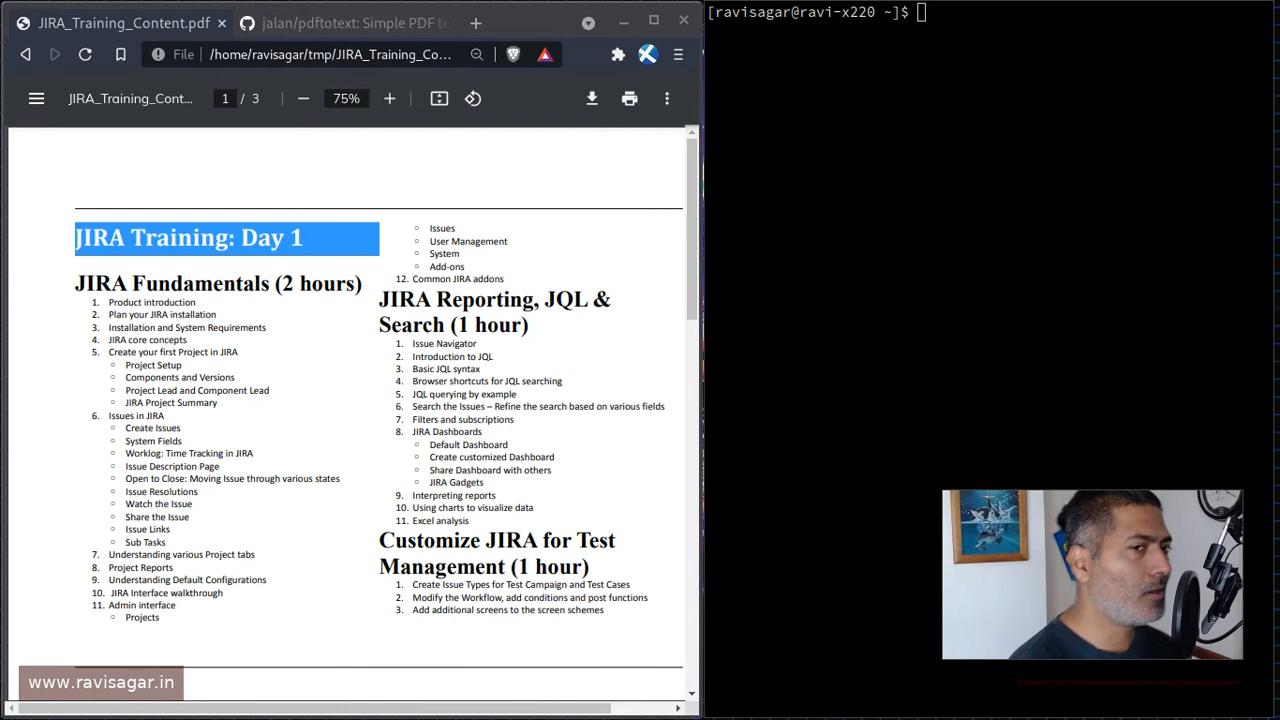 JIRA_Training_Content.pdf
jalan/pdftotext: Simple PDF te
File
/home/ravisagar/tmp/JIRA_Training_Co...
JIRA_Training_Cont...
1 / 3
75%
JIRA Training: Day 1
JIRA Fundamentals (2 hours)
1. Product introduction
2. Plan your JIRA installation
3. Installation and System Requirements
4. JIRA core concepts
5. Create your first Project in JIRA
○ Project Setup
○ Components and Versions
○ Project Lead and Component Lead
○ JIRA Project Summary
6. Issues in JIRA
○ Create Issues
○ System Fields
○ Worklog: Time Tracking in JIRA
○ Issue Description Page
○ Open to Close: Moving Issue through various states
○ Issue Resolutions
○ Watch the Issue
○ Share the Issue
○ Issue Links
○ Sub Tasks
7. Understanding various Project tabs
8. Project Reports
9. Understanding Default Configurations
10. JIRA Interface walkthrough
11. Admin interface
○ Projects
○ Issues
○ User Management
○ System
○ Add-ons
12. Common JIRA addons
JIRA Reporting, JQL &
Search (1 hour)
1. Issue Navigator
2. Introduction to JQL
3. Basic JQL syntax
4. Browser shortcuts for JQL searching
5. JQL querying by example
6. Search the Issues – Refine the search based on various fields
7. Filters and subscriptions
8. JIRA Dashboards
○ Default Dashboard
○ Create customized Dashboard
○ Share Dashboard with others
○ JIRA Gadgets
9. Interpreting reports
10. Using charts to visualize data
11. Excel analysis
Customize JIRA for Test
Management (1 hour)
1. Create Issue Types for Test Campaign and Test Cases
2. Modify the Workflow, add conditions and post functions
3. Add additional screens to the screen schemes
www.ravisagar.in
[ravisagar@ravi-x220 ~]$